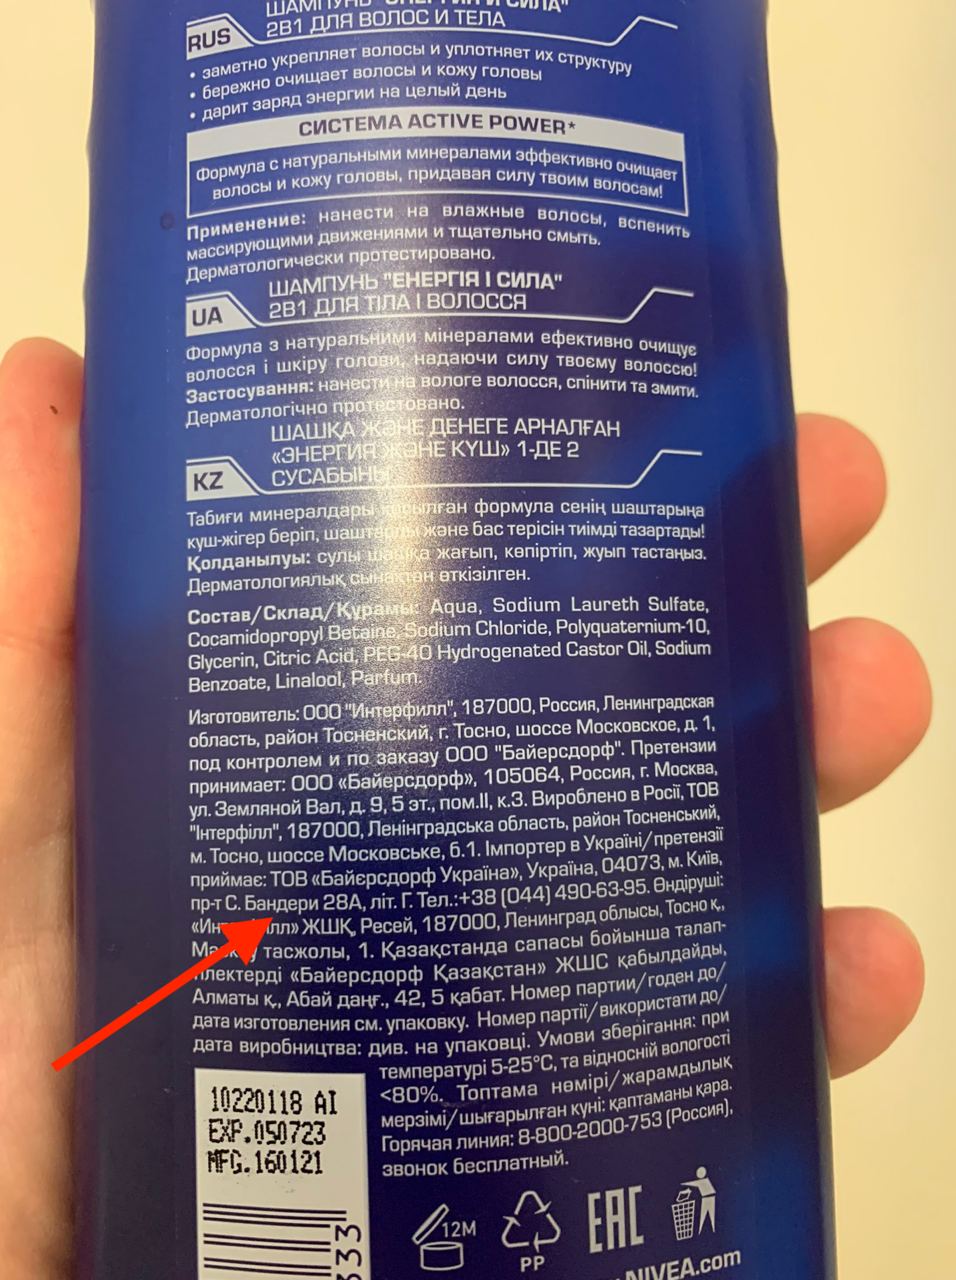 ШАМПУНЬ "ЭНЕРГИЯ И СИЛА"
RUS
2В1 ДЛЯ ВОЛОС И ТЕЛА
• заметно укрепляет волосы и уплотняет их структуру
• бережно очищает волосы и кожу головы
• дарит заряд энергии на целый день
СИСТЕМА ACTIVE POWER*
Формула с натуральными минералами эффективно очищает
волосы и кожу головы, придавая силу твоим волосам!
Применение: нанести на влажные волосы, вспенить
массирующими движениями и тщательно смыть.
Дерматологически протестировано.
ШАМПУНЬ "ЕНЕРГІЯ І СИЛА"
UA
2В1 ДЛЯ ТІЛА І ВОЛОССЯ
Формула з натуральними мінералами ефективно очищує
волосся і шкіру голови, надаючи силу твоєму волоссю!
Застосування: нанести на вологе волосся, спінити та змити.
Дерматологічно протестовано.
ШАШҚА ЖӘНЕ ДЕНЕГЕ АРНАЛҒАН
«ЭНЕРГИЯ ЖӘНЕ КҮШ» 1-ДЕ 2
KZ
СУСАБЫНЫ
Табиғи минералдары қосылған формула сенің шаштарыңа
күш-жігер беріп, шаштарды және бас терісін тиімді тазартады!
Қолданылуы: сулы шашқа жағып, көпіртіп, жуып тастаңыз.
Дерматологиялық сынақтан өткізілген.
Состав/Склад/Құрамы: Aqua, Sodium Laureth Sulfate,
Cocamidopropyl Betaine, Sodium Chloride, Polyquaternium-10,
Glycerin, Citric Acid, PEG-40 Hydrogenated Castor Oil, Sodium
Benzoate, Linalool, Parfum.
Изготовитель: ООО "Интерфилл", 187000, Россия, Ленинградская
область, район Тосненский, г. Тосно, шоссе Московское, д. 1,
под контролем и по заказу ООО "Байерсдорф". Претензии
принимает: ООО «Байерсдорф», 105064, Россия, г. Москва,
ул. Земляной Вал, д. 9, 5 эт., пом.II, к.3. Вироблено в Росії, ТОВ
"Інтерфілл", 187000, Ленінградська область, район Тосненський,
м. Тосно, шоссе Московське, б.1. Імпортер в Україні/претензії
приймає: ТОВ «Байєрсдорф Україна», Україна, 04073, м. Київ,
пр-т С. Бандери 28А, літ. Г. Тел.:+38 (044) 490-63-95. Өндіруші:
ЖШҚ, Ресей, 187000, Ленинград облысы, Тосно қ.,
тасжолы, 1. Қазақстанда сапасы бойынша талап-
тілектерді «Байерсдорф Қазақстан» ЖШС қабылдайды,
Алматы қ., Абай даңғ., 42, 5 қабат. Номер партии/годен до/
дата изготовления см. упаковку. Номер партії/використати до/
дата виробництва: див. на упаковці. Умови зберігання: при
температурі 5-25°С, та відносній вологості
<80%. Топтама нөмірі/жарамдылық
мерзімі/шығарылған күні: қаптаманы қара.
Горячая линия: 8-800-2000-753 (Россия),
звонок бесплатный.
10220118 AI
EXP.050723
MFG.160121
333
12M
PP
EAC
NIVEA.com